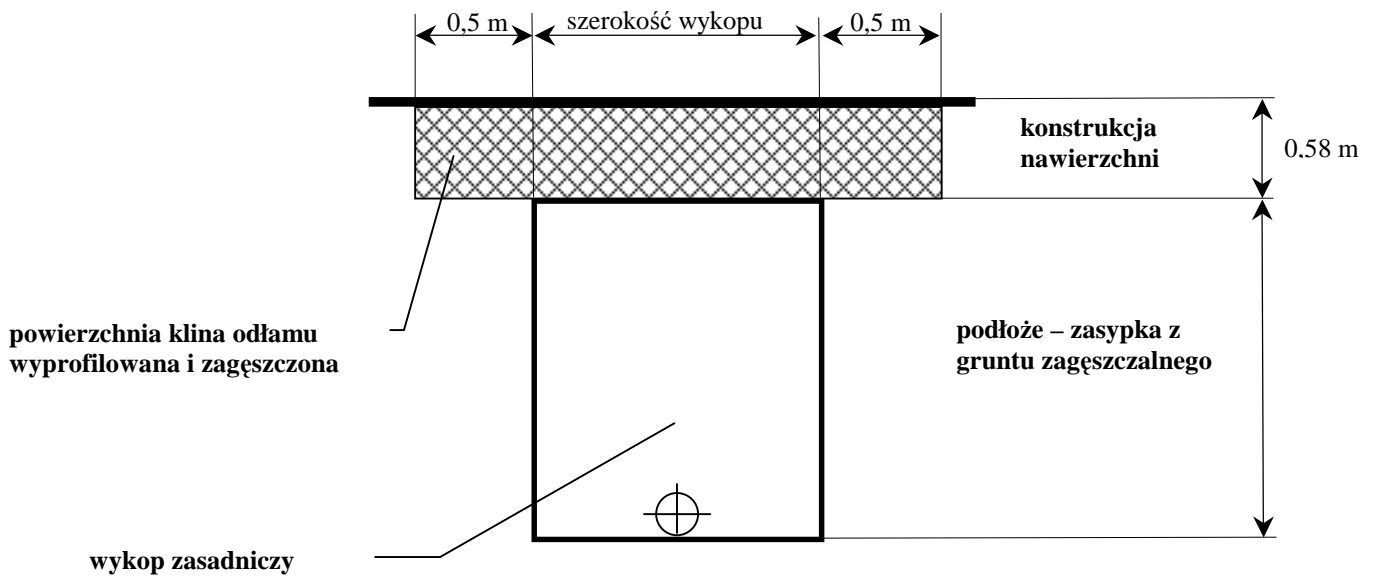 0,5 m szerokość wykopu 0,5 m
konstrukcja
nawierzchni
0,58 m
powierzchnia klina odłamu
wyprofilowana i zagęszczona
podłoże – zasypka z
gruntu zagęszczalnego
wykop zasadniczy